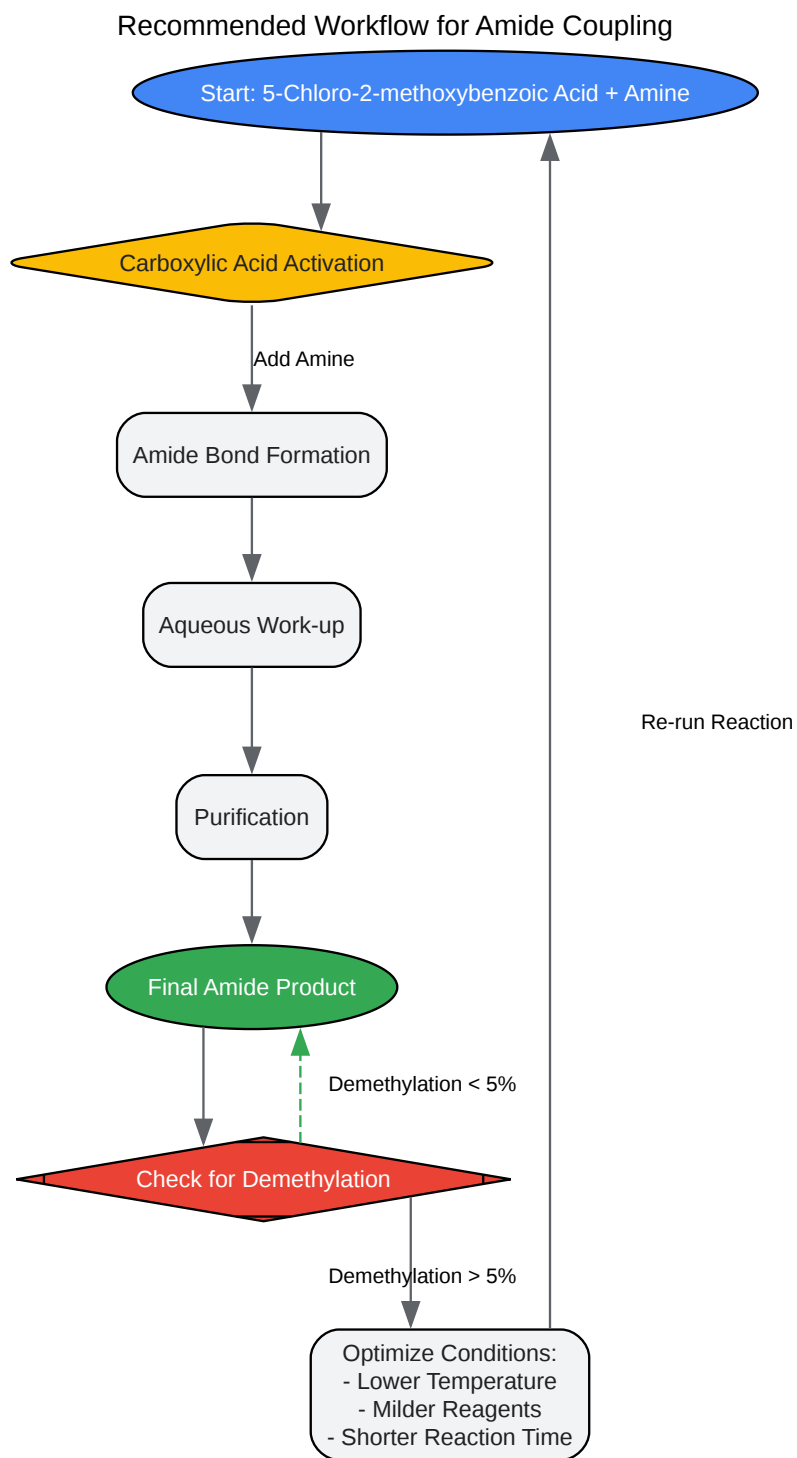 Recommended Workflow for Amide Coupling
Start: 5-Chloro-2-methoxybenzoic Acid + Amine
Carboxylic Acid Activation
Add Amine
Amide Bond Formation
Aqueous Work-up
Re-run Reaction
Purification
Final Amide Product
Demethylation < 5%
Check for Demethylation
Demethylation > 5%
Optimize Conditions:
- Lower Temperature
- Milder Reagents
- Shorter Reaction Time